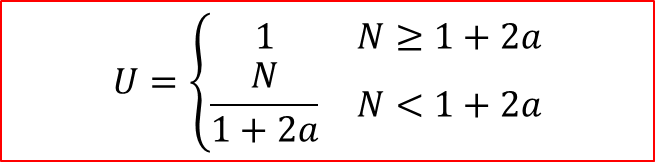 U = { 1    N ≥ 1 + 2a
N / (1 + 2a)    N < 1 + 2a